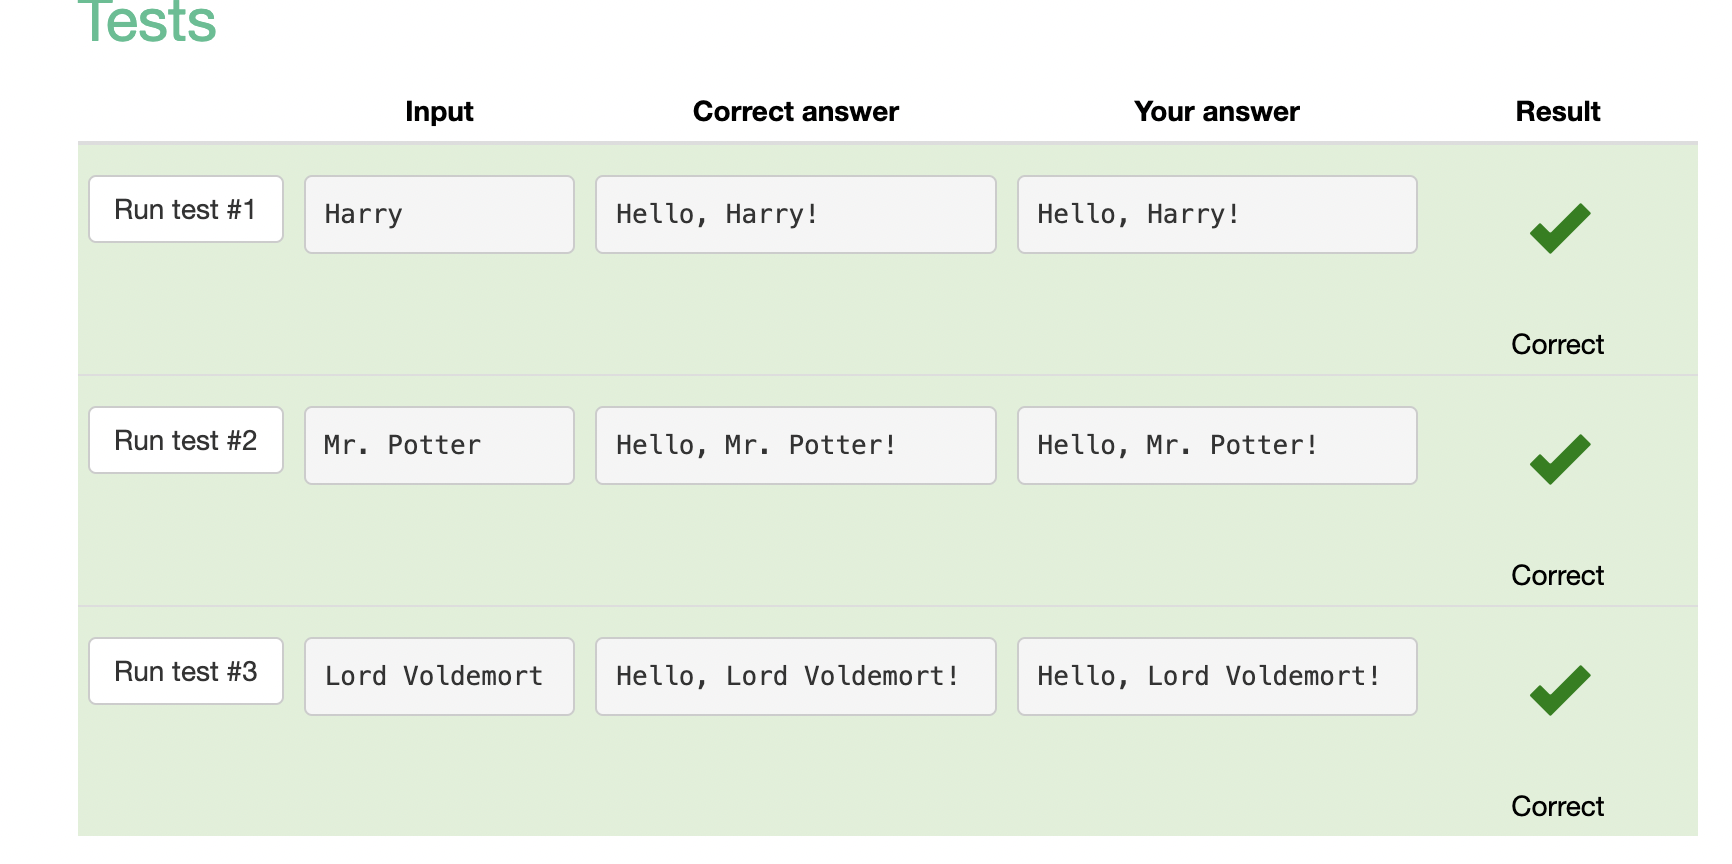 Tests
Input Correct answer Your answer Result
Run test #1 Harry Hello, Harry! Hello, Harry!
Correct
Run test #2 Mr. Potter Hello, Mr. Potter! Hello, Mr. Potter!
Correct
Run test #3 Lord Voldemort Hello, Lord Voldemort! Hello, Lord Voldemort!
Correct